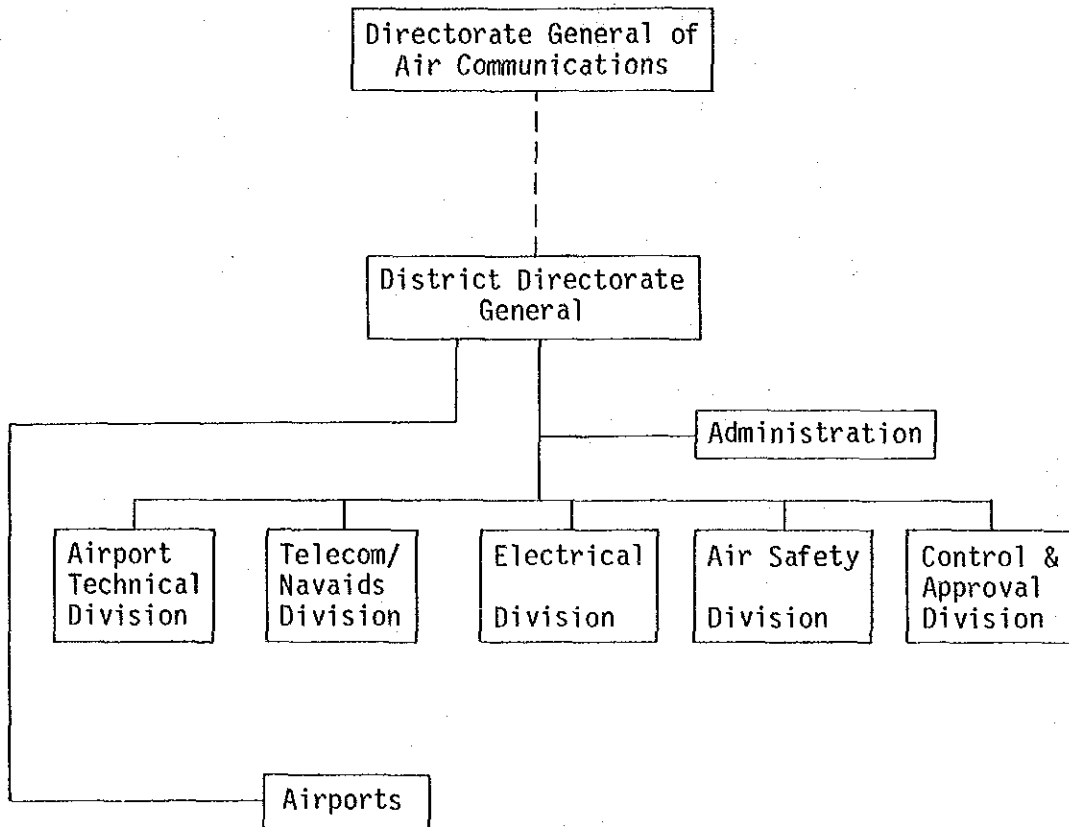 Directorate General of
Air Communications
District Directorate
General
Administration
Airport
Technical
Division
Telecom/
Navaids
Division
Electrical
Division
Air Safety
Division
Control &
Approval
Division
Airports